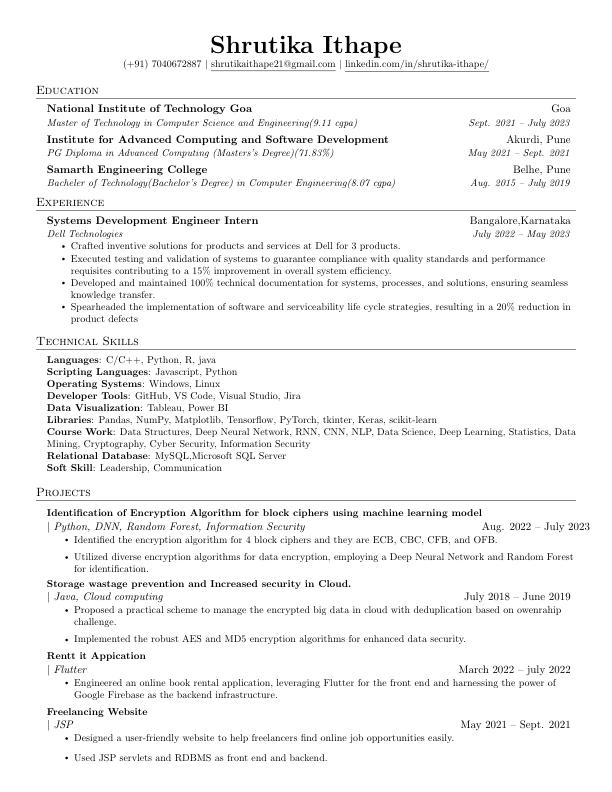 Shrutika Ithape
(+91) 7040672887 | shrutikaithape21@gmail.com | linkedin.com/in/shrutika-ithape/
Education
National Institute of Technology Goa Goa
Master of Technology in Computer Science and Engineering(9.11 cgpa) Sept. 2021 – July 2023
Institute for Advanced Computing and Software Development Akurdi, Pune
PG Diploma in Advanced Computing (Masters's Degree)(71.83%) May 2021 – Sept. 2021
Samarth Engineering College Belhe, Pune
Bacheler of Technology(Bachelor's Degree) in Computer Engineering(8.07 cgpa) Aug. 2015 – July 2019
Experience
Systems Development Engineer Intern Bangalore,Karnataka
Dell Technologies July 2022 – May 2023
• Crafted inventive solutions for products and services at Dell for 3 products.
• Executed testing and validation of systems to guarantee compliance with quality standards and performance
requisites contributing to a 15% improvement in overall system efficiency.
• Developed and maintained 100% technical documentation for systems, processes, and solutions, ensuring seamless
knowledge transfer.
• Spearheaded the implementation of software and serviceability life cycle strategies, resulting in a 20% reduction in
product defects
Technical Skills
Languages: C/C++, Python, R, java
Scripting Languages: Javascript, Python
Operating Systems: Windows, Linux
Developer Tools: GitHub, VS Code, Visual Studio, Jira
Data Visualization: Tableau, Power BI
Libraries: Pandas, NumPy, Matplotlib, Tensorflow, PyTorch, tkinter, Keras, scikit-learn
Course Work: Data Structures, Deep Neural Network, RNN, CNN, NLP, Data Science, Deep Learning, Statistics, Data
Mining, Cryptography, Cyber Security, Information Security
Relational Database: MySQL,Microsoft SQL Server
Soft Skill: Leadership, Communication
Projects
Identification of Encryption Algorithm for block ciphers using machine learning model
| Python, DNN, Random Forest, Information Security Aug. 2022 – July 2023
• Identified the encryption algorithm for 4 block ciphers and they are ECB, CBC, CFB, and OFB.
• Utilized diverse encryption algorithms for data encryption, employing a Deep Neural Network and Random Forest
for identification.
Storage wastage prevention and Increased security in Cloud.
| Java, Cloud computing July 2018 – June 2019
• Proposed a practical scheme to manage the encrypted big data in cloud with deduplication based on owenrahip
challenge.
• Implemented the robust AES and MD5 encryption algorithms for enhanced data security.
Rentt it Appication
| Flutter March 2022 – july 2022
• Engineered an online book rental application, leveraging Flutter for the front end and harnessing the power of
Google Firebase as the backend infrastructure.
Freelancing Website
| JSP May 2021 – Sept. 2021
• Designed a user-friendly website to help freelancers find online job opportunities easily.
• Used JSP servlets and RDBMS as front end and backend.